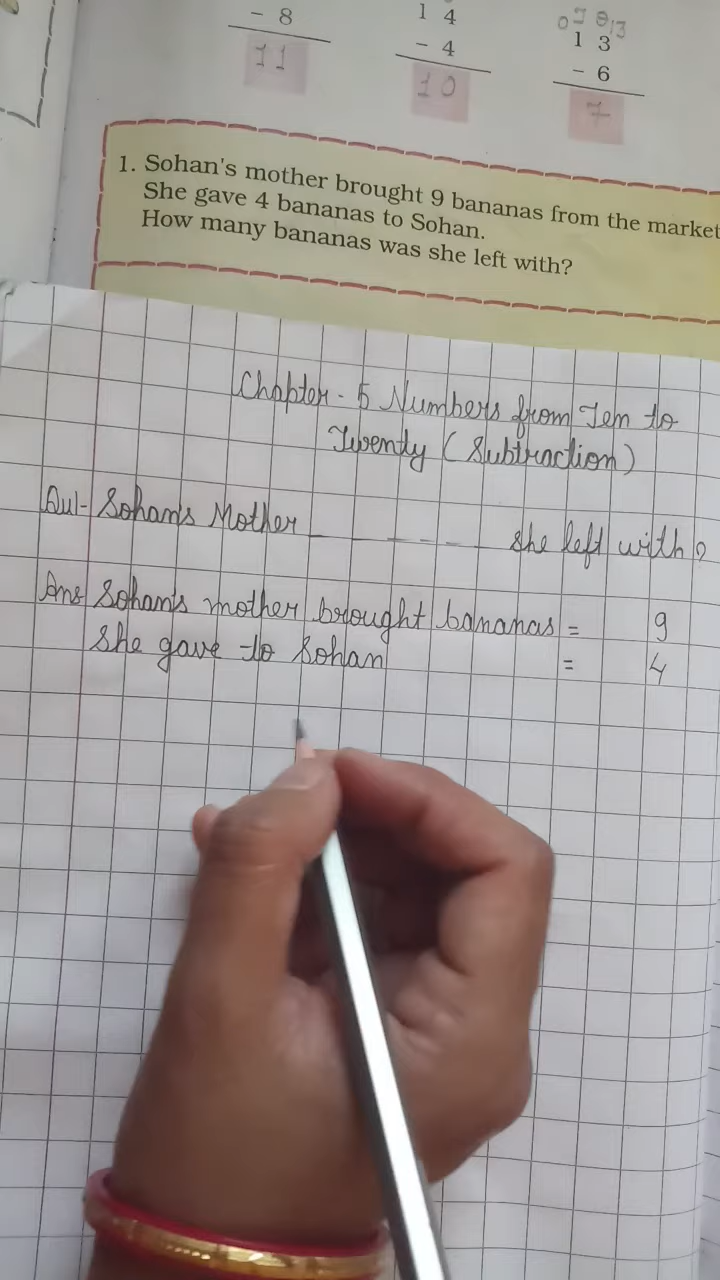 - 8
11
1 4
- 4
10
1 3
- 6
7
1. Sohan's mother brought 9 bananas from the market
She gave 4 bananas to Sohan.
How many bananas was she left with?
Chapter - 5 Numbers from Ten to
Twenty (Subtraction)
Qu1- Sohan's Mother _ _ _ _ _ she left with?
Ans Sohan's mother brought bananas = 9
She gave to Sohan = 4